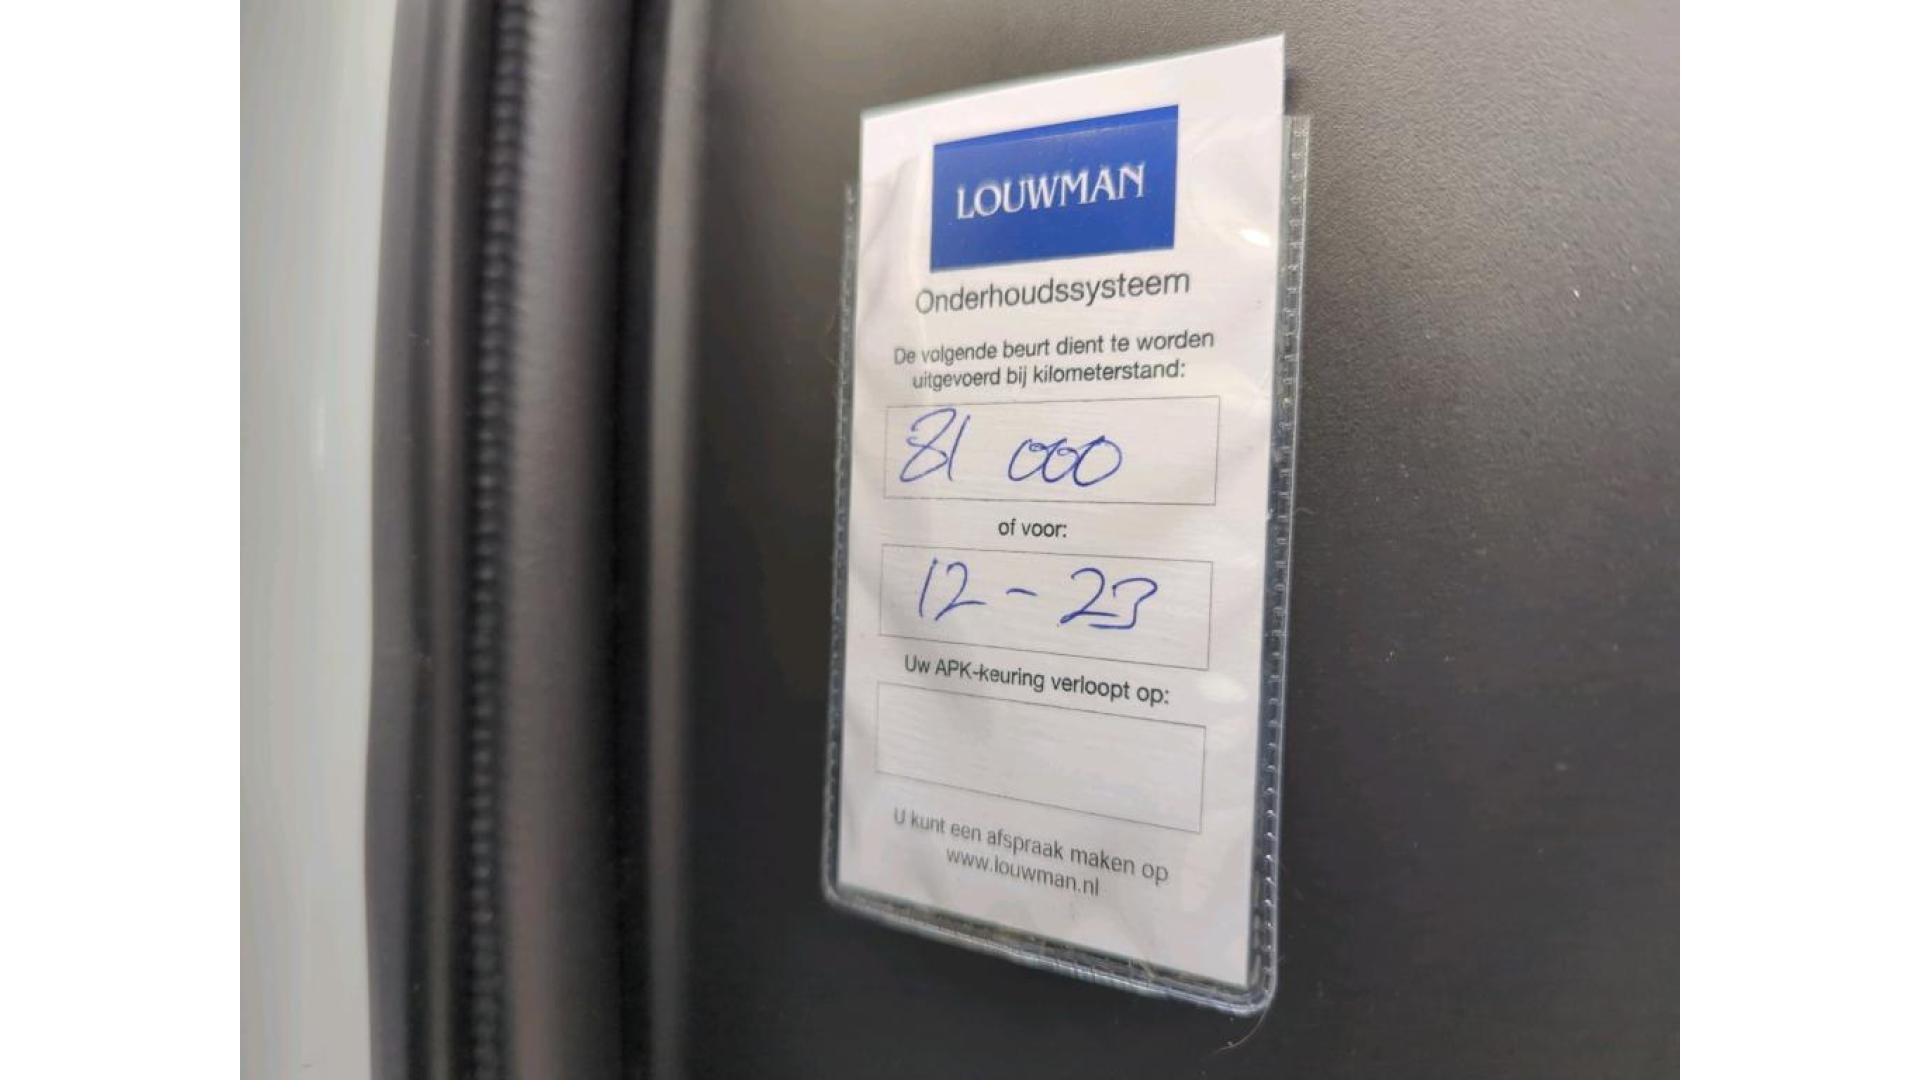 LOUWMAN
Onderhoudssysteem
De volgende beurt dient te worden
uitgevoerd bij kilometerstand:
81 000
of voor:
12 - 23
Uw APK-keuring verloopt op:
U kunt een afspraak maken op
www.louwman.nl